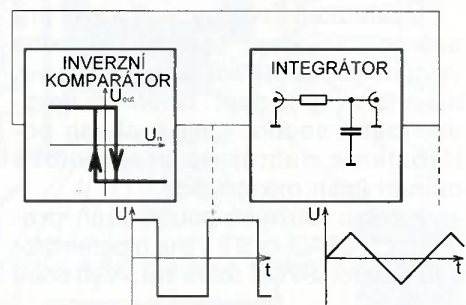 INVERZNÍ
KOMPARÁTOR
Uout
Un
INTEGRÁTOR
U
t
U
t